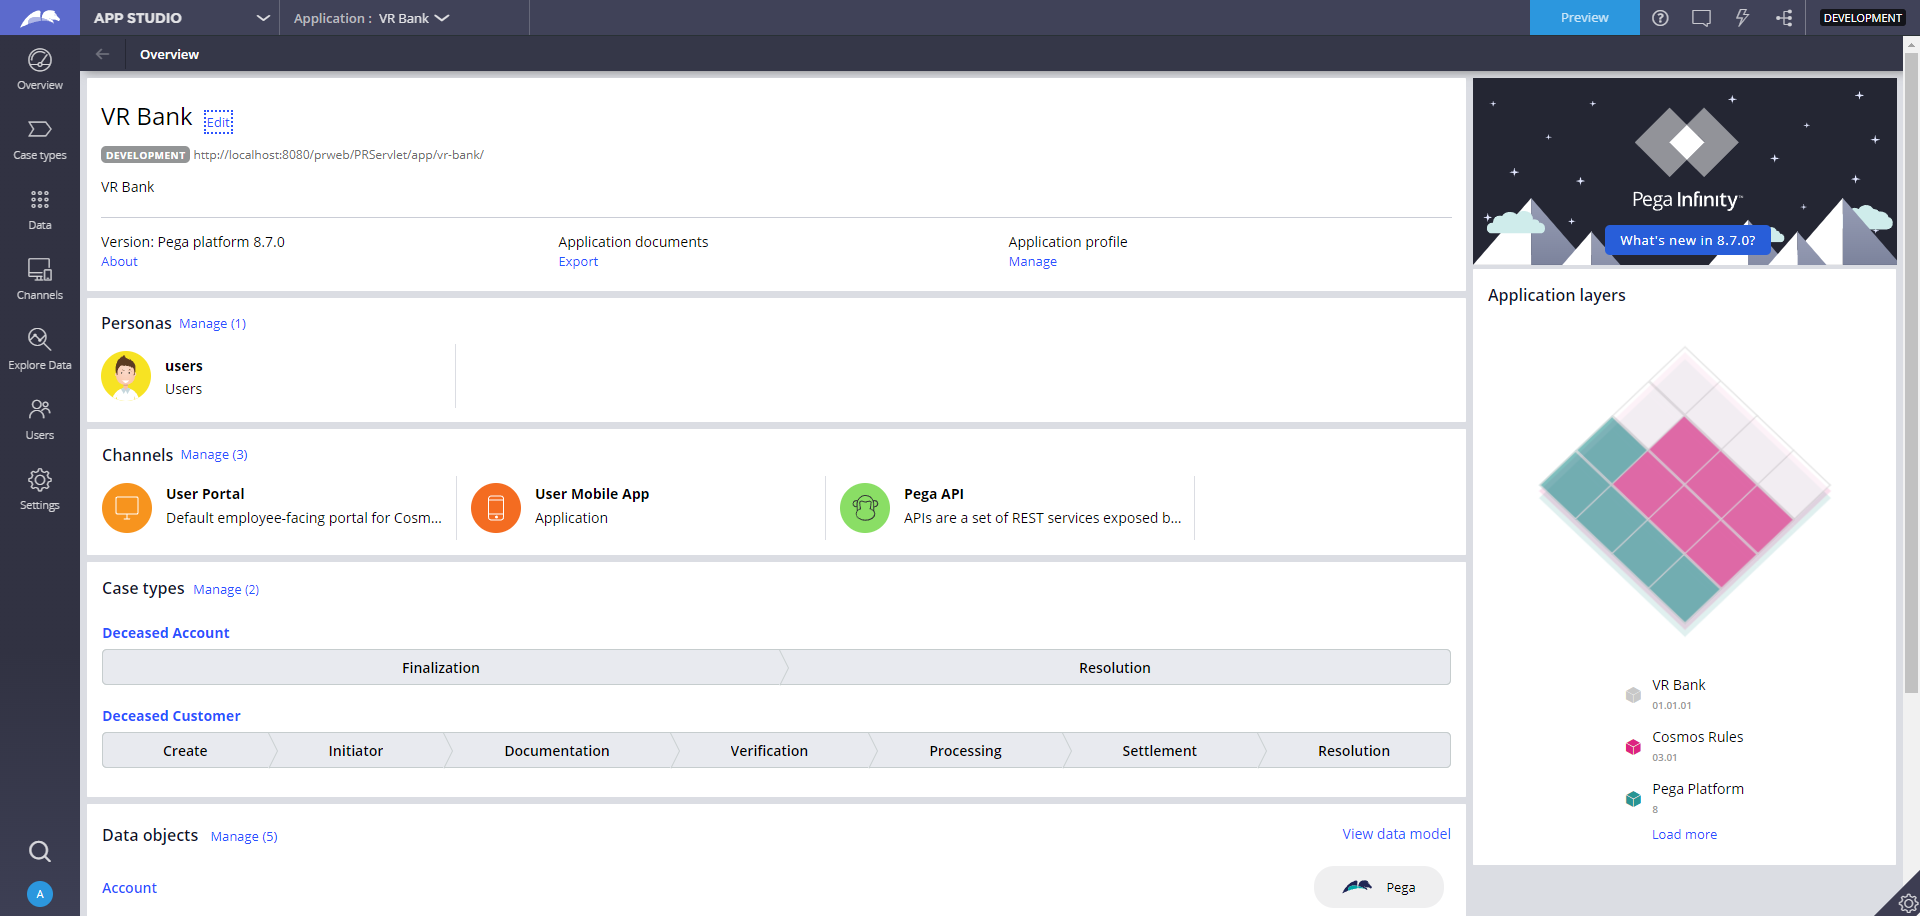 APP STUDIO
Application : VR Bank
Preview
DEVELOPMENT
Overview
Overview
Case types
Data
Channels
Explore Data
Users
Settings
A
VR Bank Edit
DEVELOPMENT http://localhost:8080/prweb/PRServlet/app/vr-bank/
VR Bank
Version: Pega platform 8.7.0
About
Application documents
Export
Application profile
Manage
Personas Manage (1)
users
Users
Channels Manage (3)
User Portal
Default employee-facing portal for Cosm...
User Mobile App
Application
Pega API
APIs are a set of REST services exposed b...
Case types Manage (2)
Deceased Account
Finalization Resolution
Deceased Customer
Create Initiator Documentation Verification Processing Settlement Resolution
Data objects Manage (5)
View data model
Account
Pega
Pega Infinity™
What's new in 8.7.0?
Application layers
VR Bank
01.01.01
Cosmos Rules
03.01
Pega Platform
8
Load more